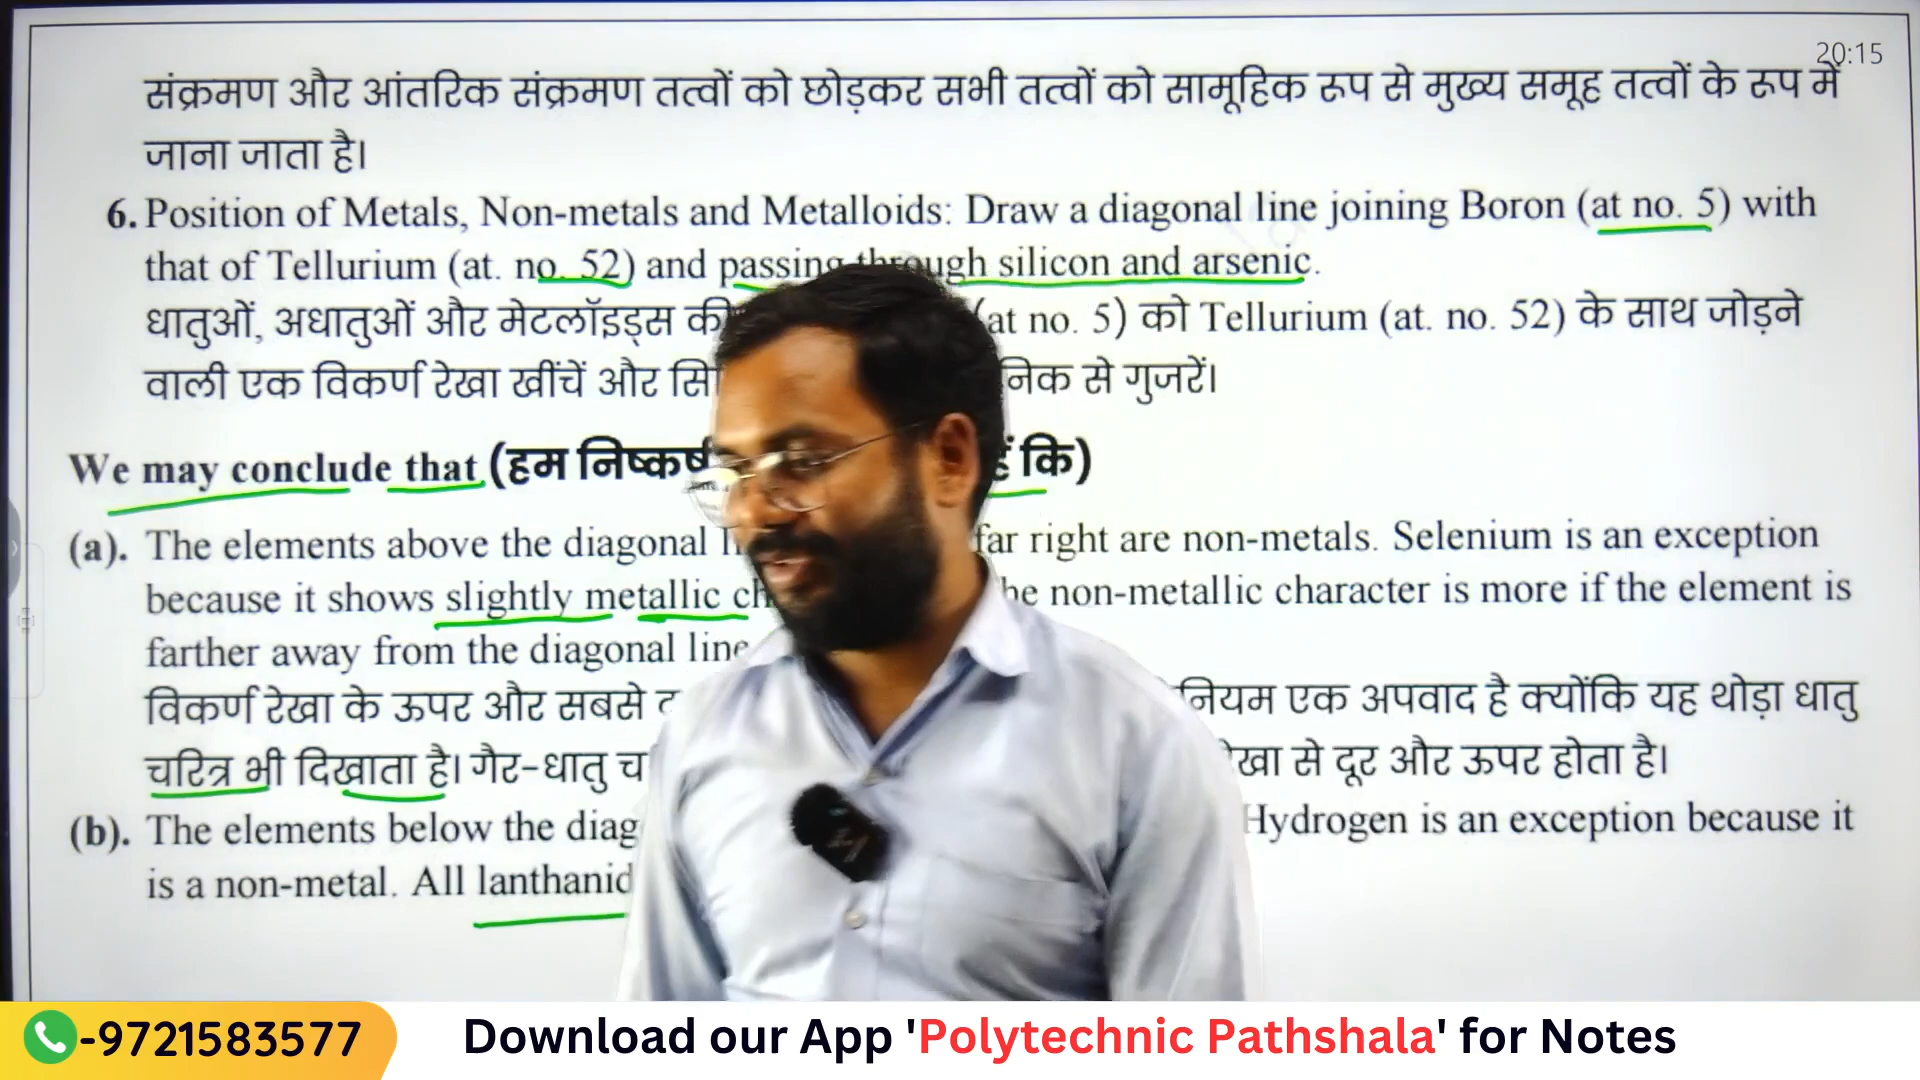 20:15
संक्रमण और आंतरिक संक्रमण तत्वों को छोड़कर सभी तत्वों को सामूहिक रूप से मुख्य समूह तत्वों के रूप में
जाना जाता है।
6. Position of Metals, Non-metals and Metalloids: Draw a diagonal line joining Boron (at no. 5) with
that of Tellurium (at. no. 52) and passing through silicon and arsenic.
धातुओं, अधातुओं और मेटलॉइड्स की (at no. 5) को Tellurium (at. no. 52) के साथ जोड़ने
वाली एक विकर्ण रेखा खींचें और से गुजरें।
We may conclude that (हम कि)
(a). The elements above the diagonal far right are non-metals. Selenium is an exception
because it shows slightly metallic non-metallic character is more if the element is
farther away from the diagonal line
विकर्ण रेखा के ऊपर और सबसे एक अपवाद है क्योंकि यह थोड़ा धातु
चरित्र भी दिखाता है। गैर-धातु से दूर और ऊपर होता है।
(b). The elements below the Hydrogen is an exception because it
is a non-metal. All
-9721583577
Download our App 'Polytechnic Pathshala' for Notes